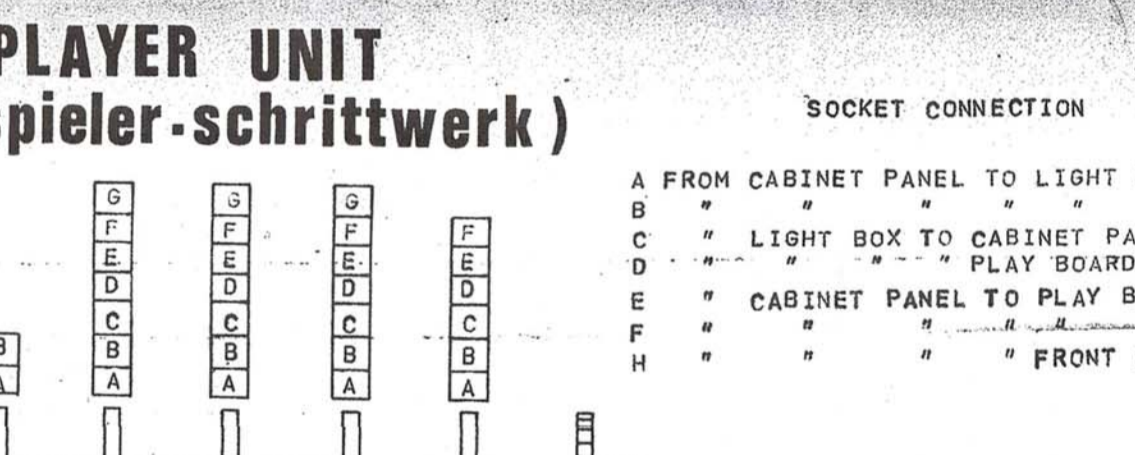 PLAYER UNIT
spieler-schrittwerk )
SOCKET CONNECTION
A FROM CABINET PANEL TO LIGHT
B " " " " "
C " LIGHT BOX TO CABINET PA
D " " " " PLAY BOARD
E " CABINET PANEL TO PLAY B
F " " " " "
H " " " " FRONT
G G G
F F F F
E E E E
D D D D
C C C C
B B B B B
A A A A A